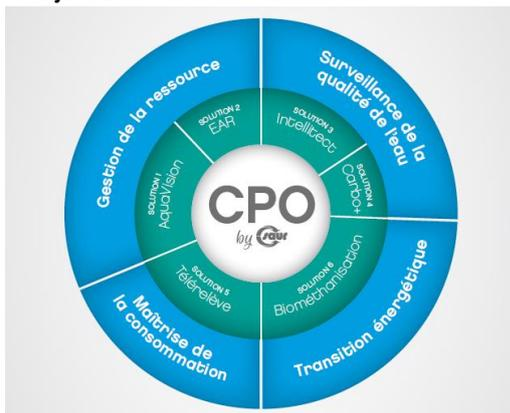 Gestion de la ressource
Surveillance de la
qualité de l'eau
SOLUTION 1
AquaVision
SOLUTION 2
EAR
SOLUTION 3
Intellitect
SOLUTION 4
Carbo+
CPO
by saur
SOLUTION 5
Télérelève
SOLUTION 6
Biométhanisation
Maîtrise de
la consommation
Transition énergétique